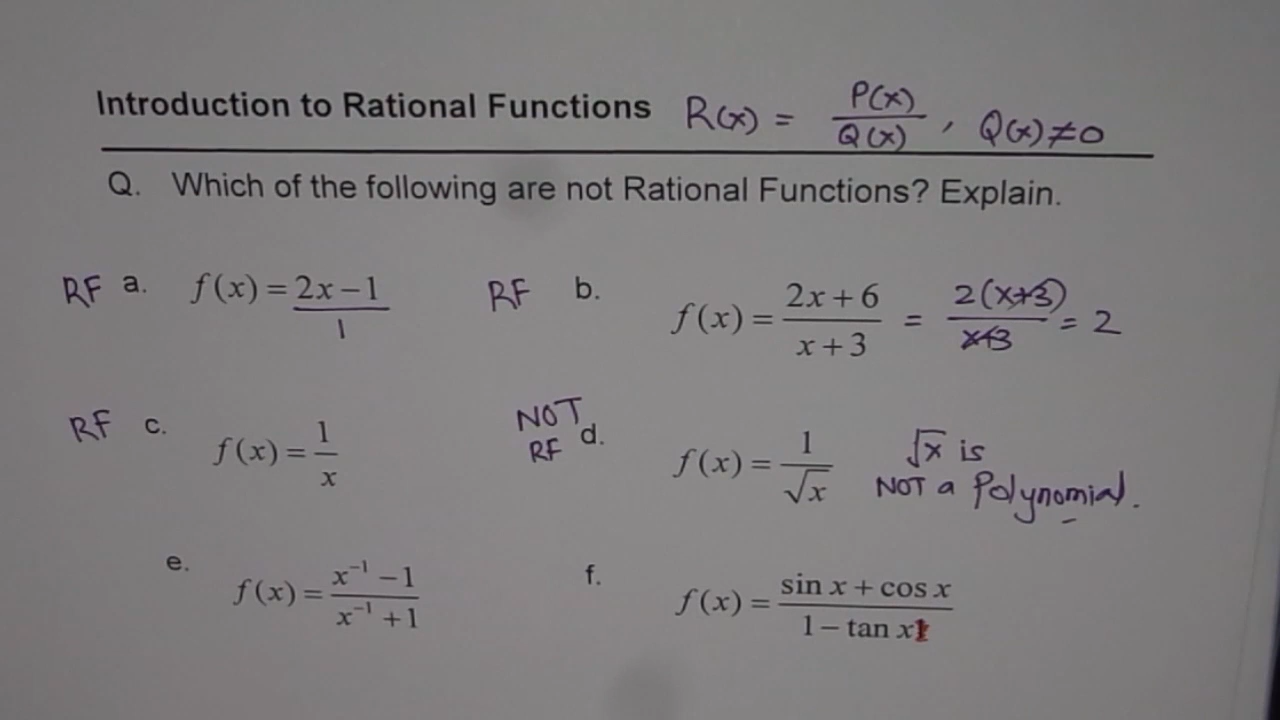 Introduction to Rational Functions R(x) = P(x)/Q(x) , Q(x)≠0
Q. Which of the following are not Rational Functions? Explain.
RF a. f(x) = 2x−1/1
RF b. f(x) = 2x+6/x+3 = 2(x+3)/x+3 = 2
RF c. f(x) = 1/x
NOT RF d. f(x) = 1/√x √x is
NOT a Polynomial.
e. f(x) = x⁻¹−1/x⁻¹+1
f. f(x) = sin x + cos x/1 − tan x